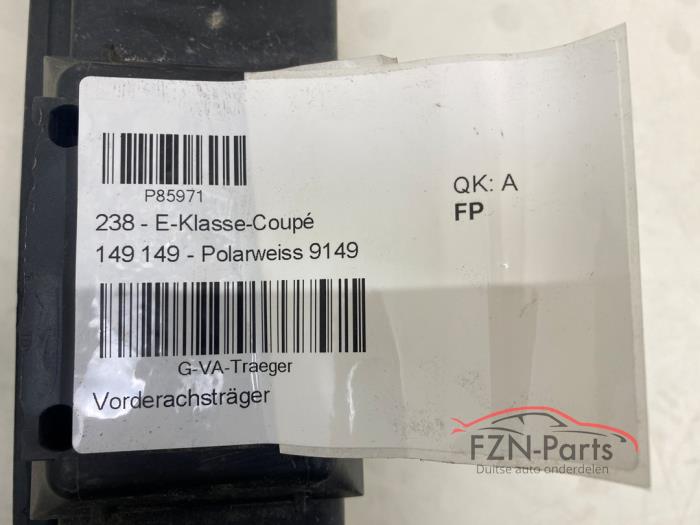 P85971
238 - E-Klasse-Coupé
149 149 - Polarweiss 9149
G-VA-Traeger
Vorderachsträger
QK: A
FP
FZN-Parts
Duitse auto onderdelen